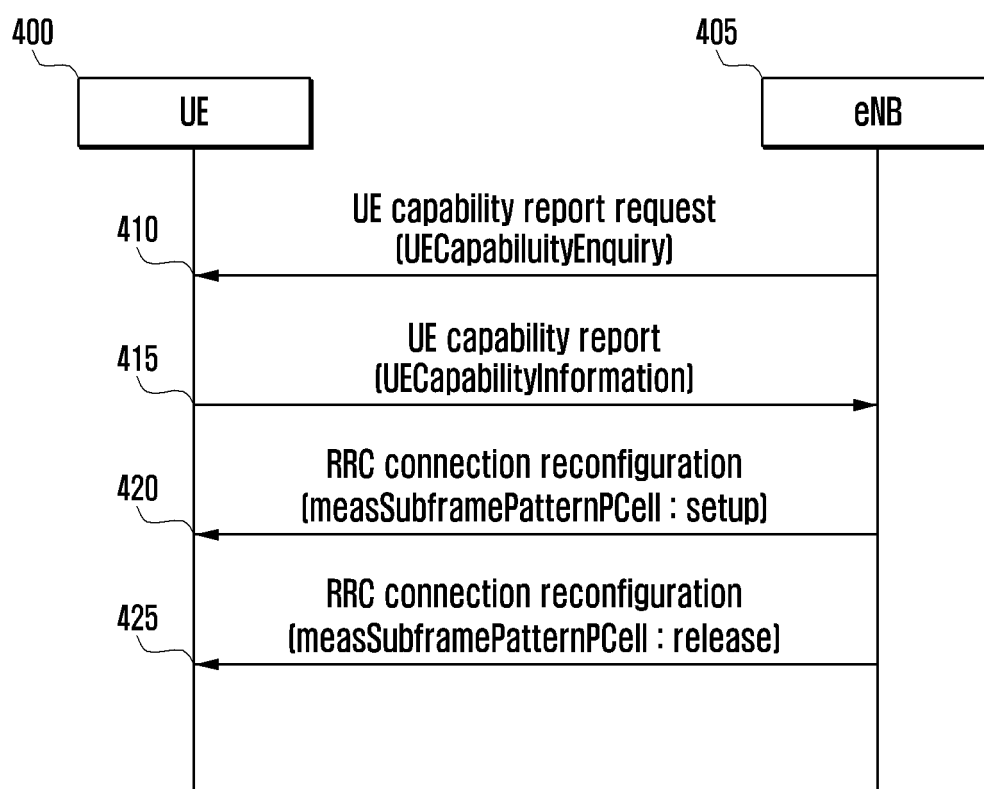 400
405
UE
eNB
UE capability report request
410
(UECapabiluityEnquiry)
UE capability report
415
(UECapabilityInformation)
RRC connection reconfiguration
420
(measSubframePatternPCell : setup)
RRC connection reconfiguration
425
(measSubframePatternPCell : release)